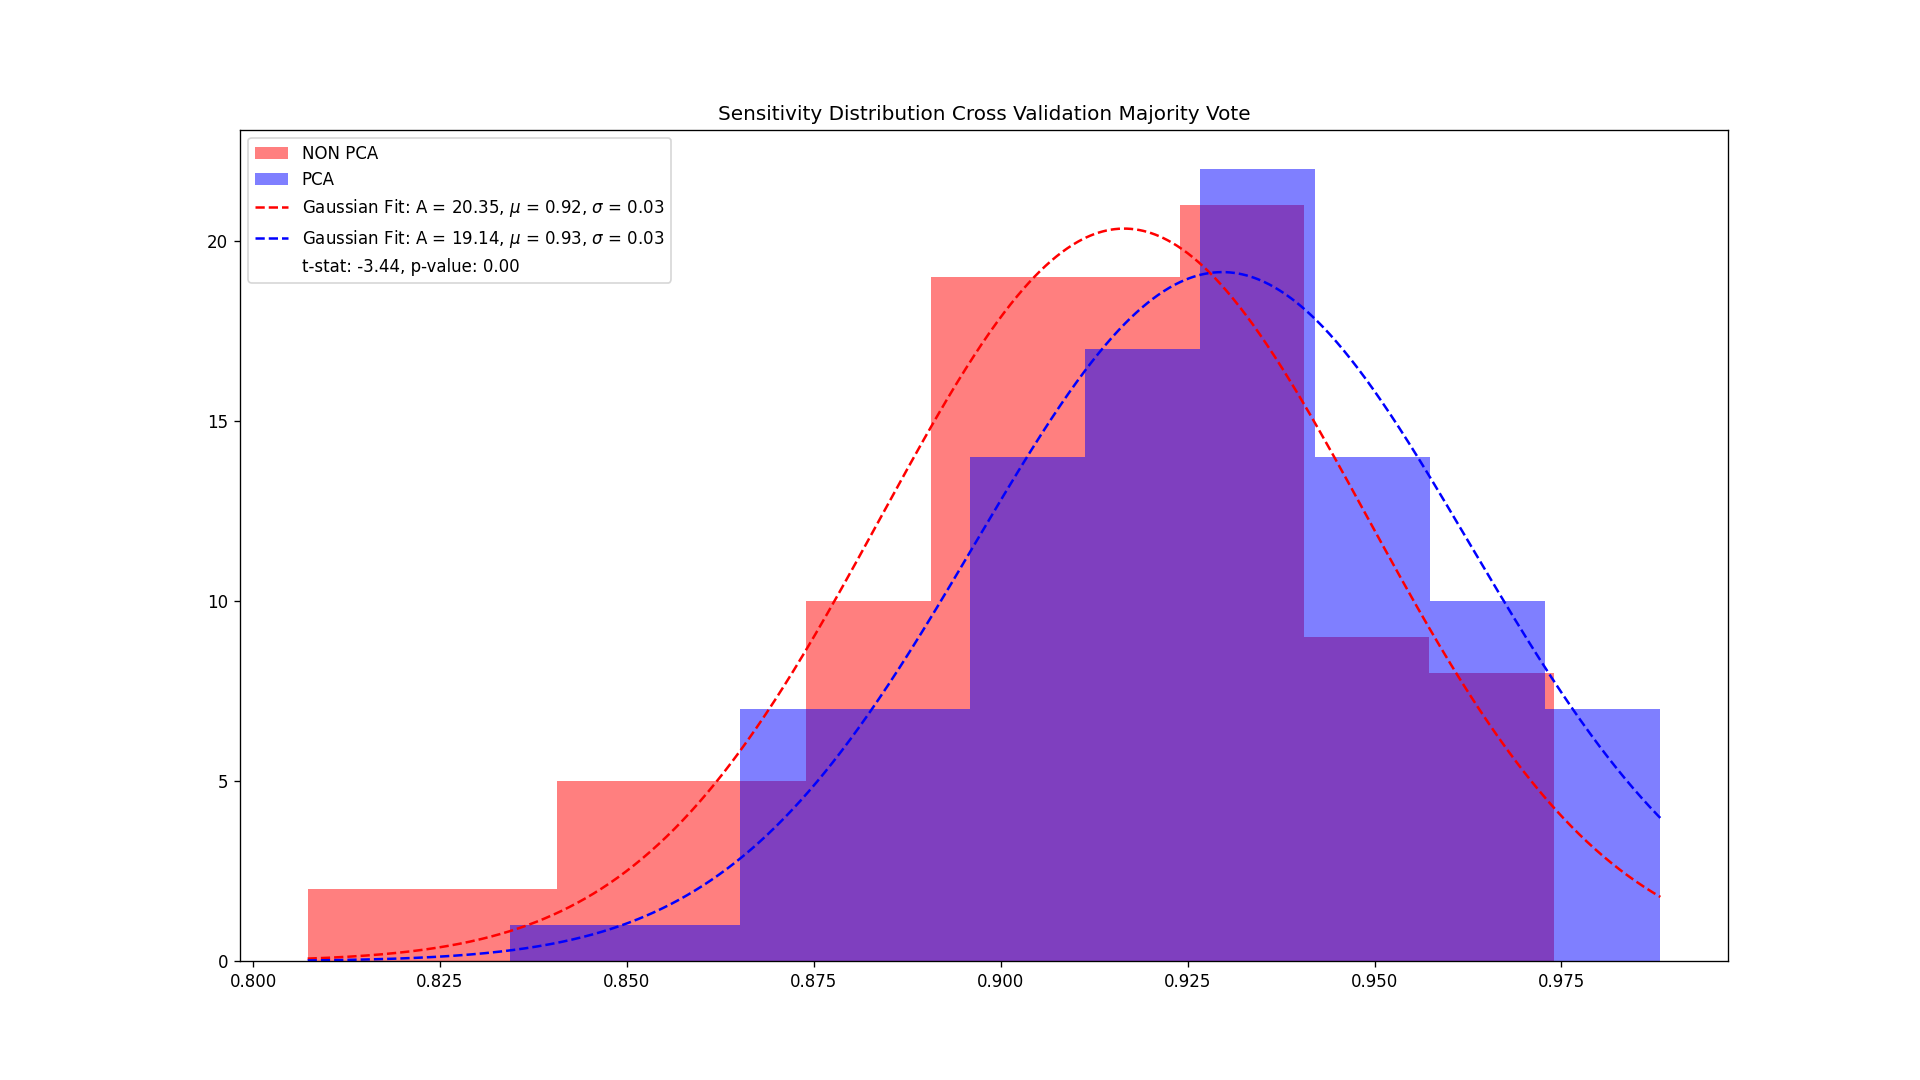 Sensitivity Distribution Cross Validation Majority Vote
NON PCA
PCA
Gaussian Fit: A = 20.35, μ = 0.92, σ = 0.03
Gaussian Fit: A = 19.14, μ = 0.93, σ = 0.03
t-stat: -3.44, p-value: 0.00
20
15
10
5
0
0.800 0.825 0.850 0.875 0.900 0.925 0.950 0.975